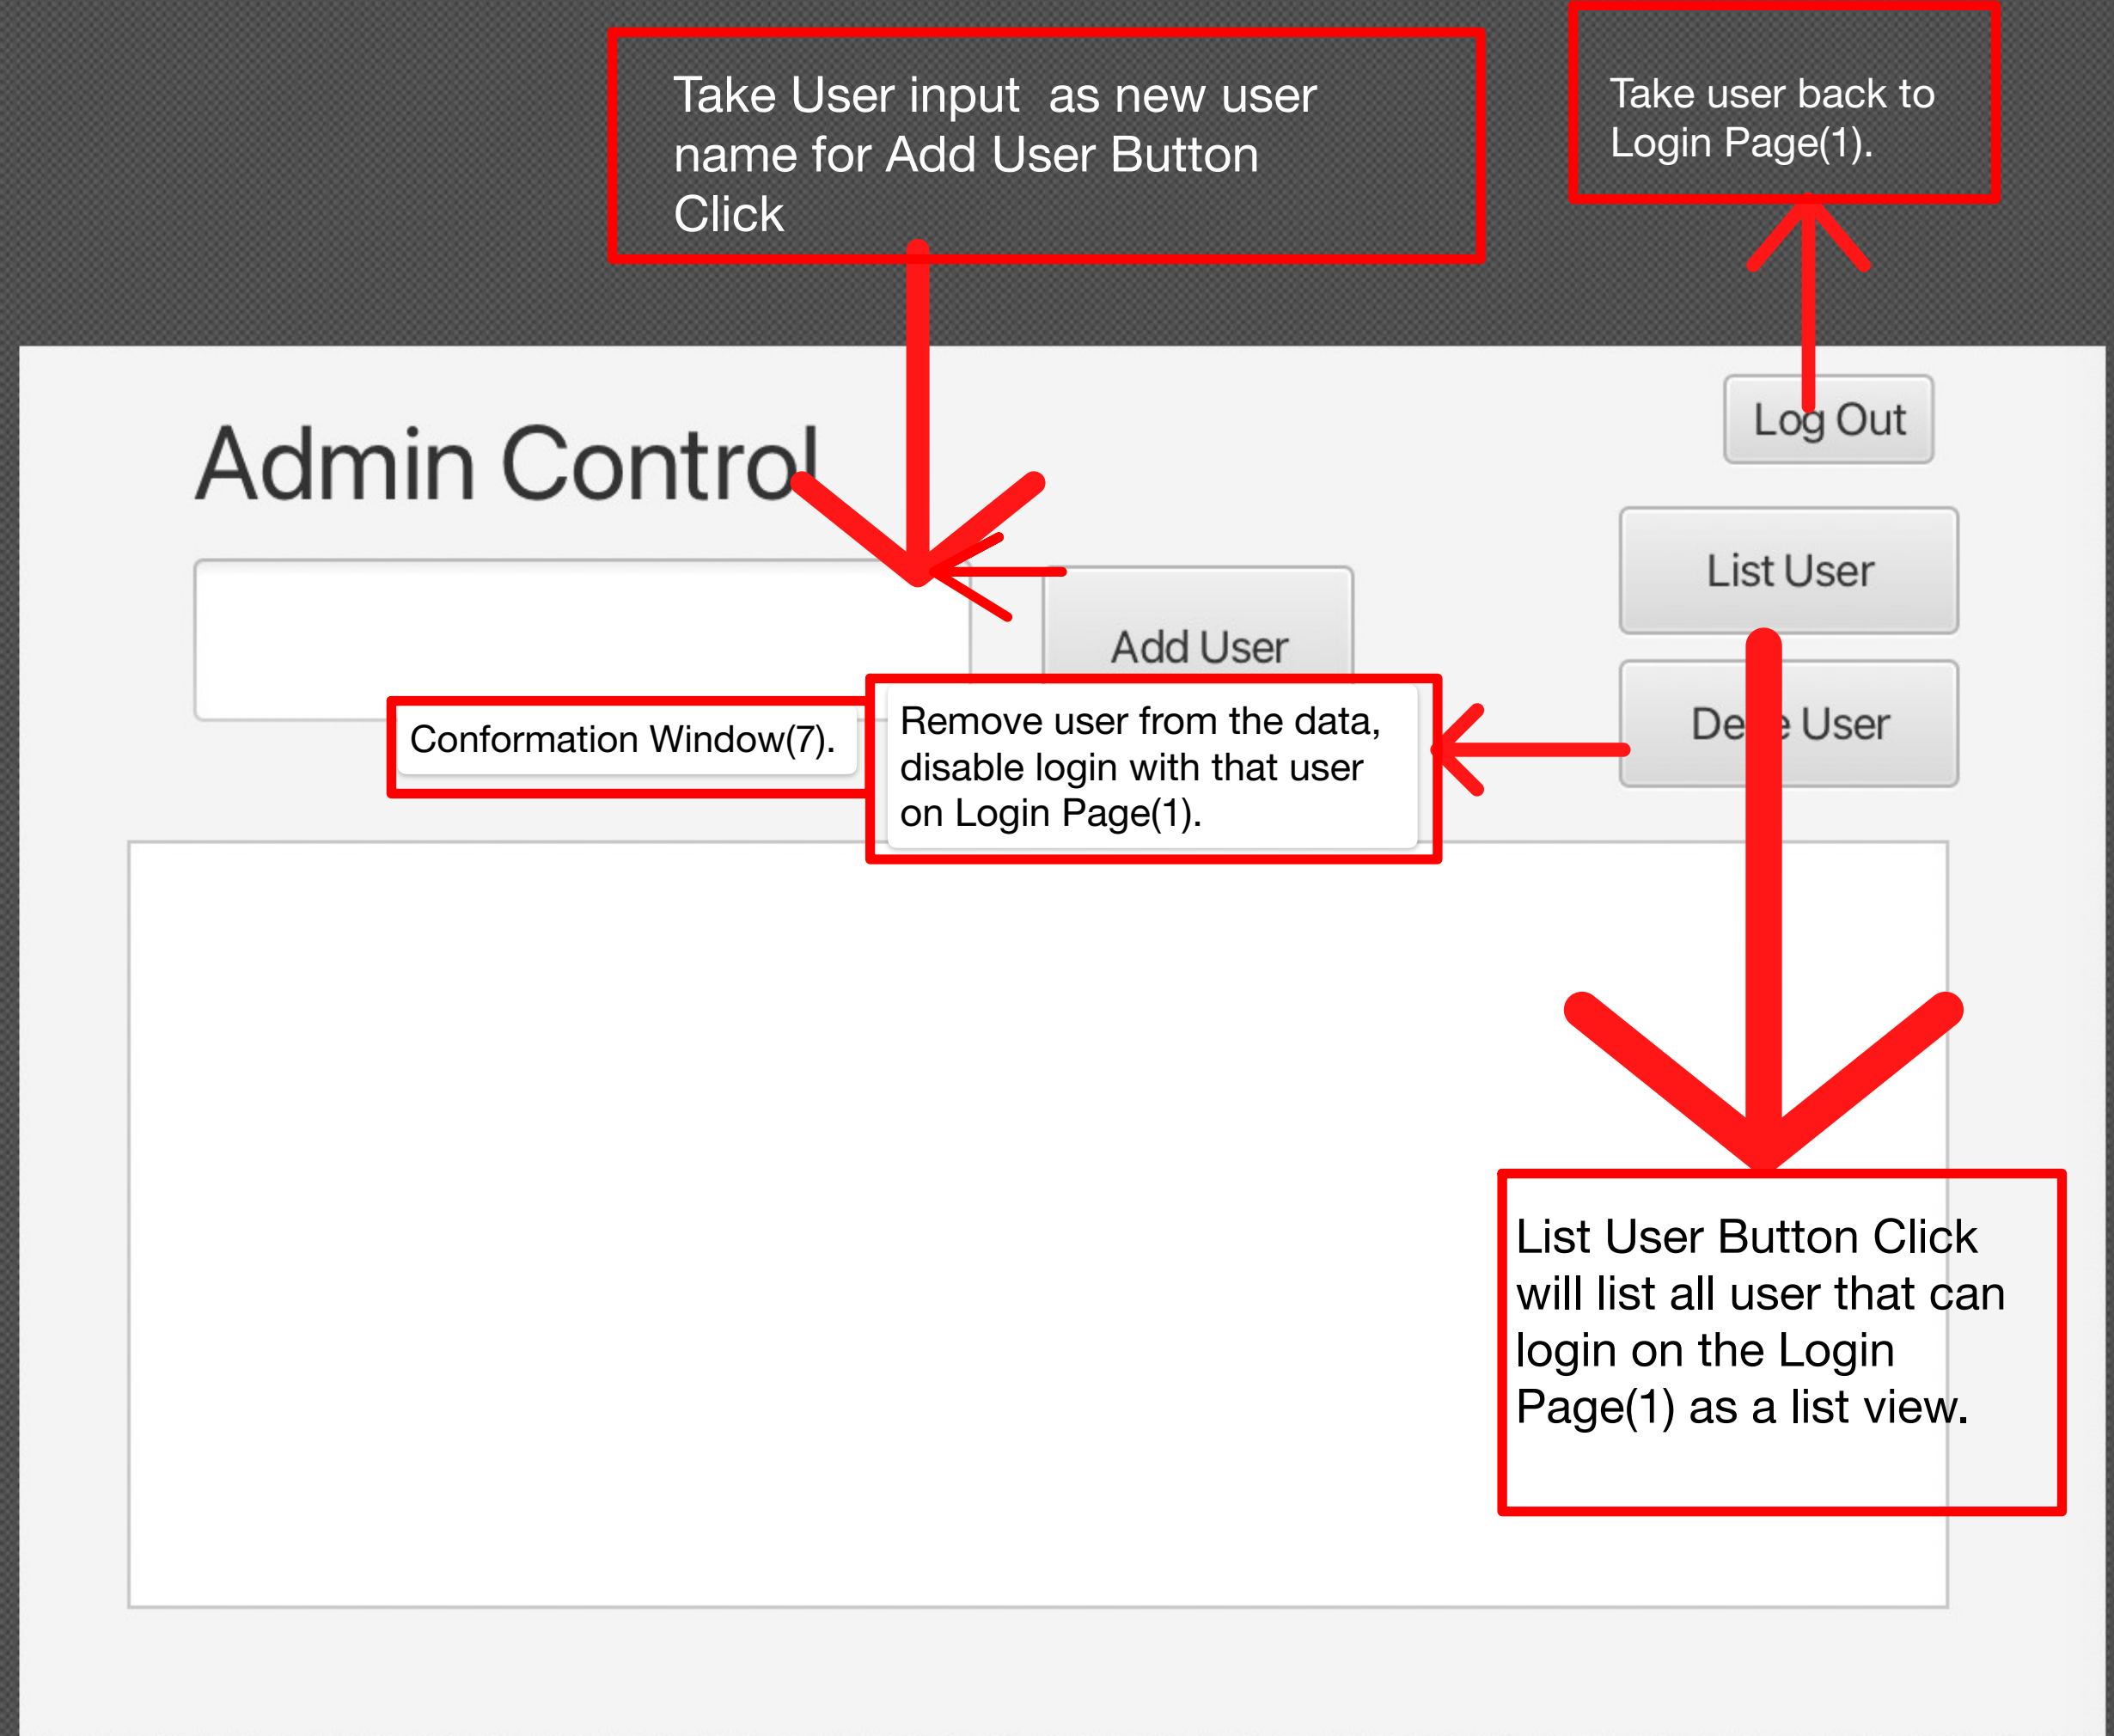 Take User input  as new user
name for Add User Button
Click
Take user back to
Login Page(1).
Log Out
Admin Control
List User
Add User
User
Conformation Window(7).
Remove user from the data,
disable login with that user
on Login Page(1).
List User Button Click
will list all user that can
login on the Login
Page(1) as a list view.